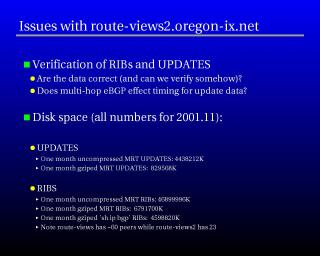 Issues with route-views2.oregon-ix.net
Verification of RIBs and UPDATES
Are the data correct (and can we verify somehow)?
Does multi-hop eBGP effect timing for update data?
Disk space (all numbers for 2001.11):
UPDATES
One month uncompressed MRT UPDATES: 4438212K
One month gziped MRT UPDATES: 829508K
RIBS
One month uncompressed MRT RIBs: 46899996K
One month gziped MRT RIBs: 6791700K
One month gziped 'sh ip bgp' RIBs: 4598820K
Note route-views has ~60 peers while route-views2 has 23